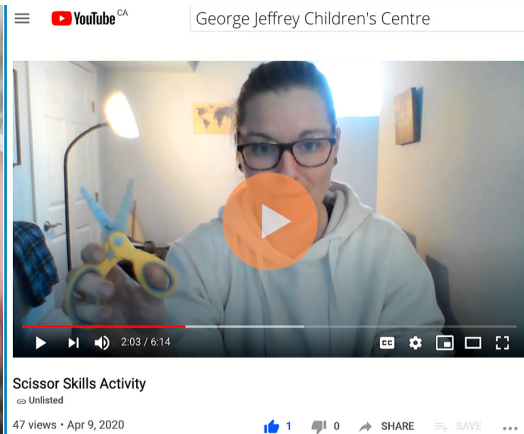 YouTube CA
George Jeffrey Children's Centre
2:03 / 6:14
CC
Scissor Skills Activity
Unlisted
47 views • Apr 9, 2020
1
0
SHARE
SAVE